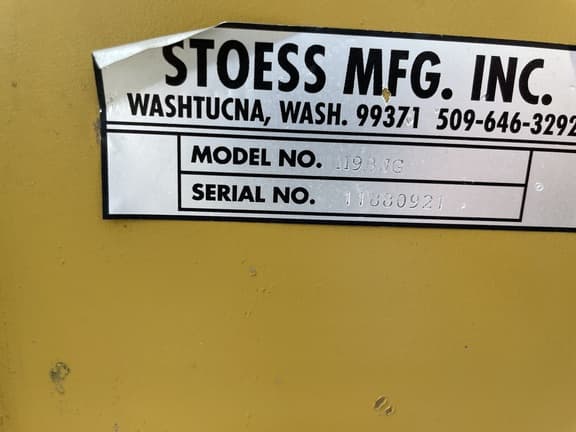 STOESS MFG. INC.
WASHTUCNA, WASH. 99371 509-646-3292
MODEL NO.
SERIAL NO. 11880921